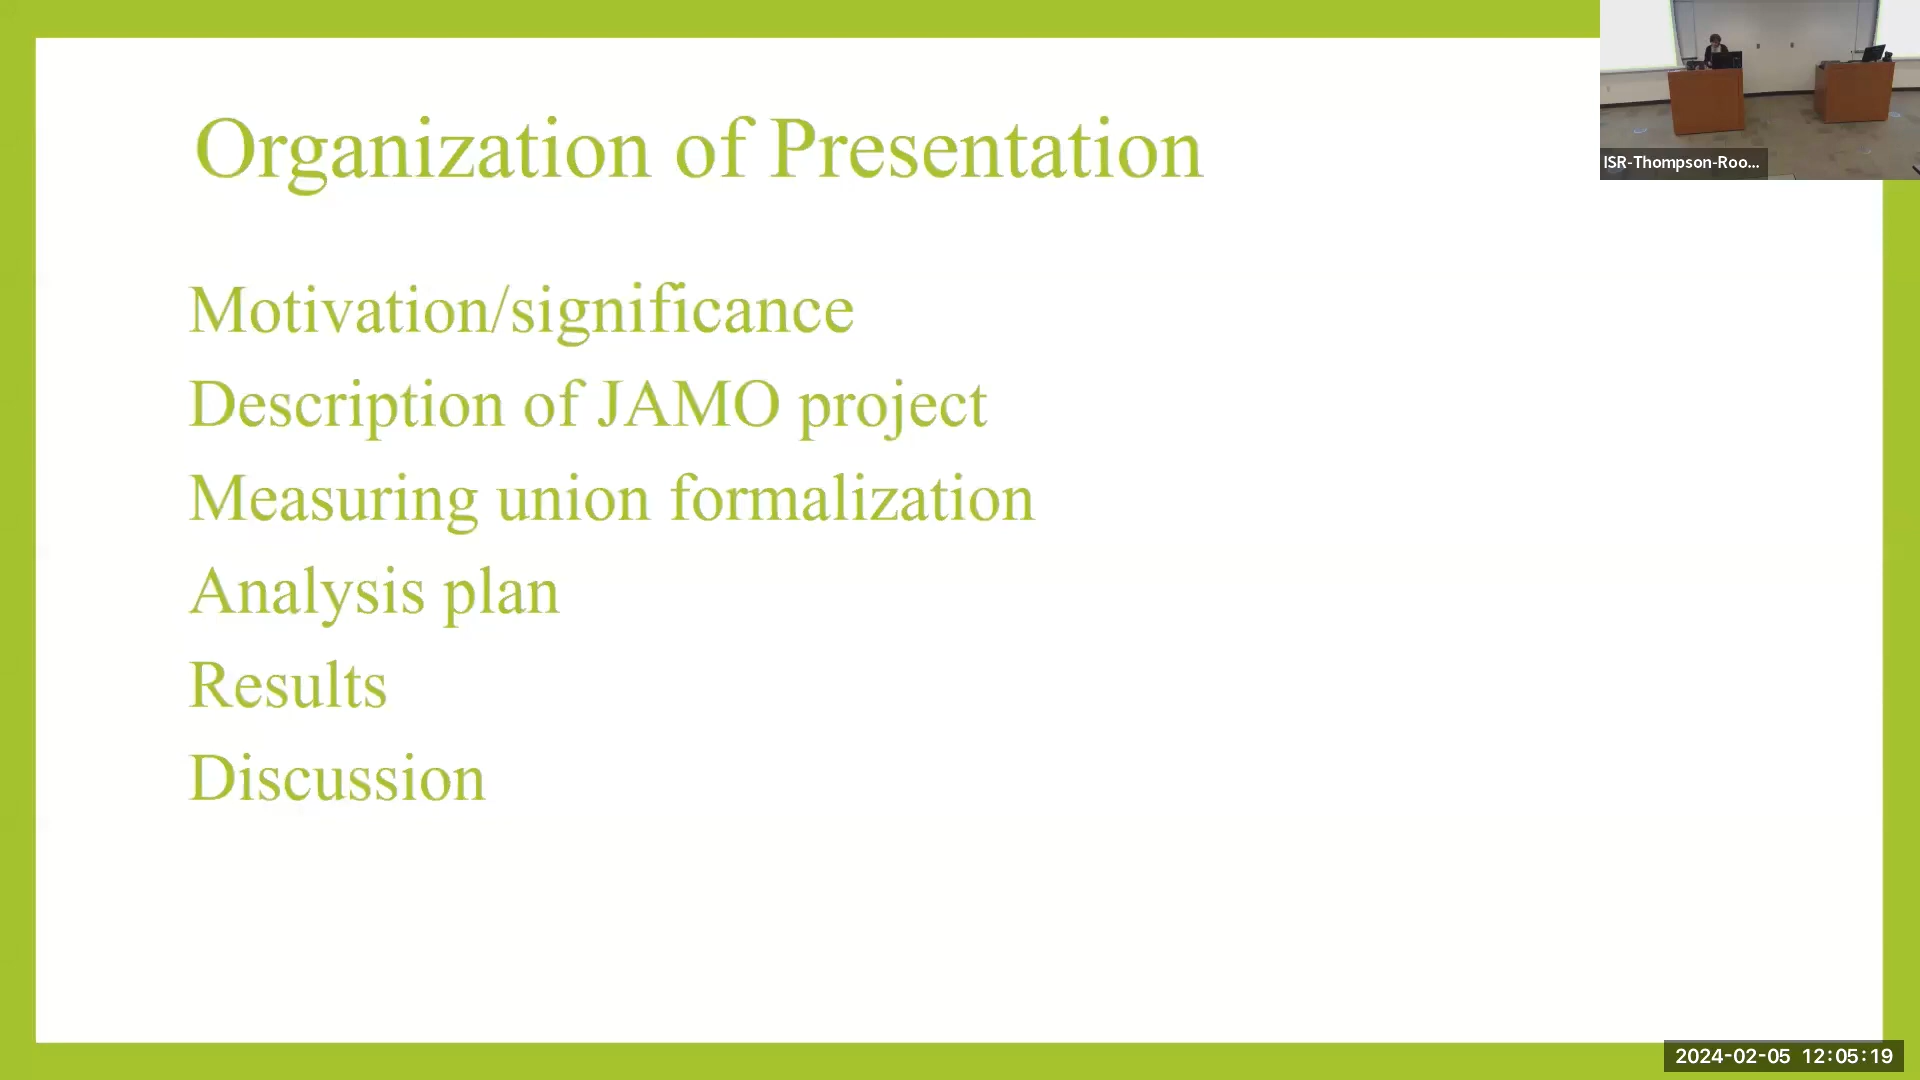 Organization of Presentation
Motivation/significance
Description of JAMO project
Measuring union formalization
Analysis plan
Results
Discussion
ISR-Thompson-Roo...
2024-02-05 12:05:19